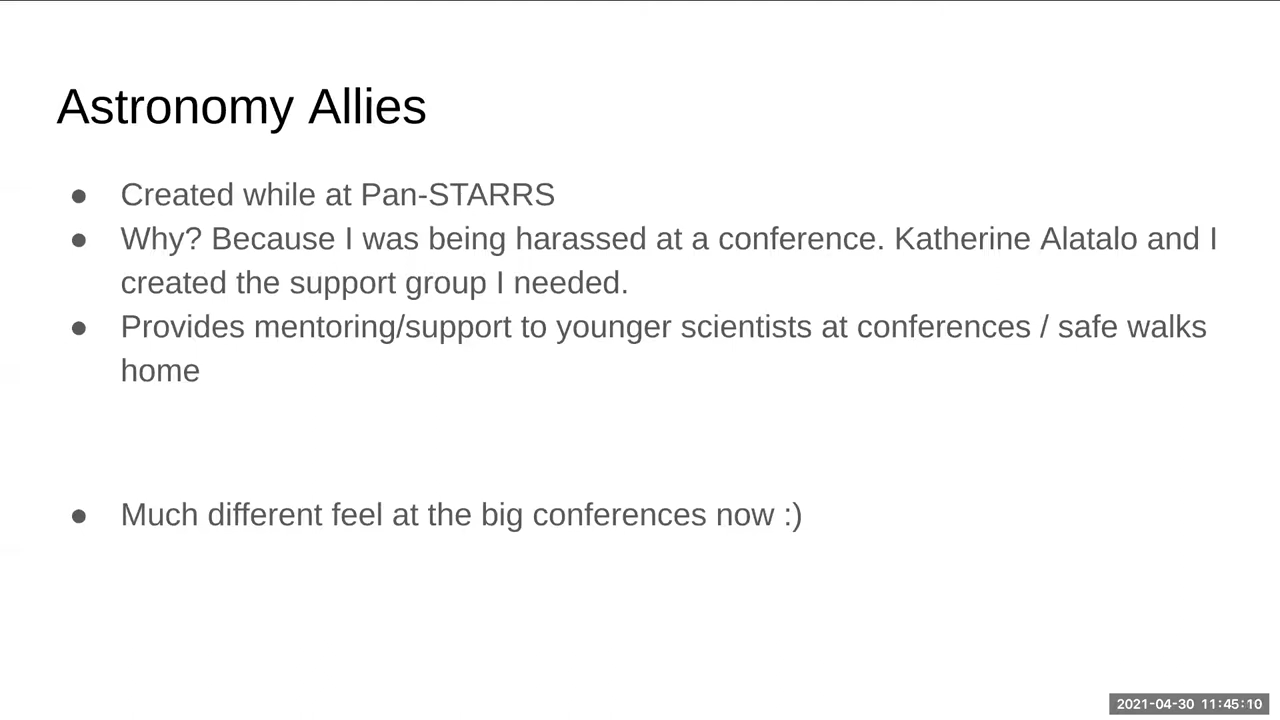 Astronomy Allies
● Created while at Pan-STARRS
● Why? Because I was being harassed at a conference. Katherine Alatalo and I
created the support group I needed.
● Provides mentoring/support to younger scientists at conferences / safe walks
home
● Much different feel at the big conferences now :)
2021-04-30 11:45:10